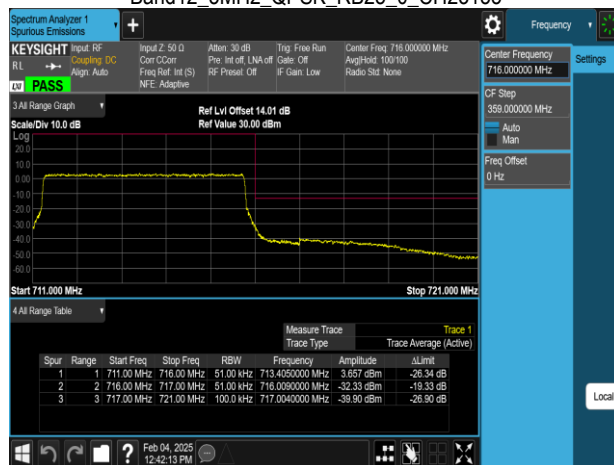 Spectrum Analyzer 1
Spurious Emissions
+
Frequency
KEYSIGHT
RL
LXI PASS
Input: RF
Coupling: DC
Align: Auto
Input Z: 50 Ω
Corr CCorr
Freq Ref: Int (S)
NFE: Adaptive
Atten: 30 dB
Pre: Int off, LNA off
RF Preset: Off
Trig: Free Run
Gate: Off
IF Gain: Low
Center Freq: 716.000000 MHz
Avg|Hold: 100/100
Radio Std: None
Center Frequency
716.000000 MHz
Settings
CF Step
359.000000 MHz
Auto
Man
Freq Offset
0 Hz
3 All Range Graph
Scale/Div 10.0 dB
Ref Lvl Offset 14.01 dB
Ref Value 30.00 dBm
Log
20.0
10.0
0.00
-10.0
-20.0
-30.0
-40.0
-50.0
-60.0
Start 711.000 MHz
Stop 721.000 MHz
4 All Range Table
Measure Trace Trace 1
Trace Type Trace Average (Active)
Spur Range Start Freq Stop Freq RBW Frequency Amplitude ΔLimit
1 1 711.00 MHz 716.00 MHz 51.00 kHz 713.4050000 MHz 3.657 dBm -26.34 dB
2 2 716.00 MHz 717.00 MHz 51.00 kHz 716.0090000 MHz -32.33 dBm -19.33 dB
3 3 717.00 MHz 721.00 MHz 100.0 kHz 717.0040000 MHz -39.90 dBm -26.90 dB
Local
?
Feb 04, 2025
12:42:13 PM